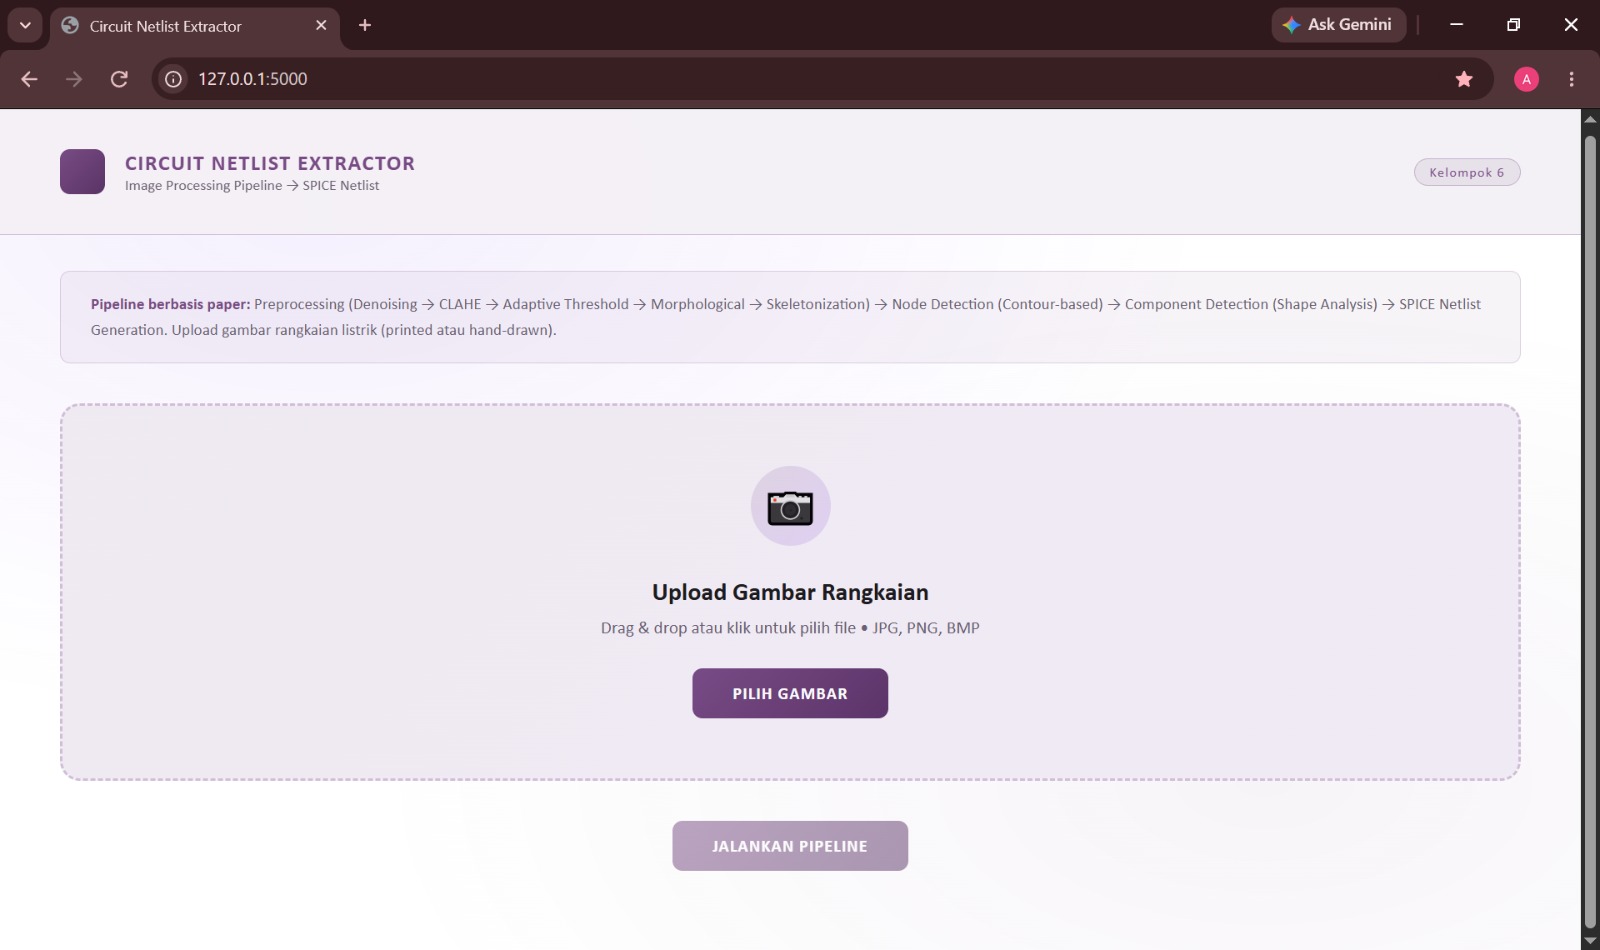 Circuit Netlist Extractor
Ask Gemini
127.0.0.1:5000
A
CIRCUIT NETLIST EXTRACTOR
Image Processing Pipeline → SPICE Netlist
Kelompok 6
Pipeline berbasis paper: Preprocessing (Denoising → CLAHE → Adaptive Threshold → Morphological → Skeletonization) → Node Detection (Contour-based) → Component Detection (Shape Analysis) → SPICE Netlist
Generation. Upload gambar rangkaian listrik (printed atau hand-drawn).
Upload Gambar Rangkaian
Drag & drop atau klik untuk pilih file • JPG, PNG, BMP
PILIH GAMBAR
JALANKAN PIPELINE